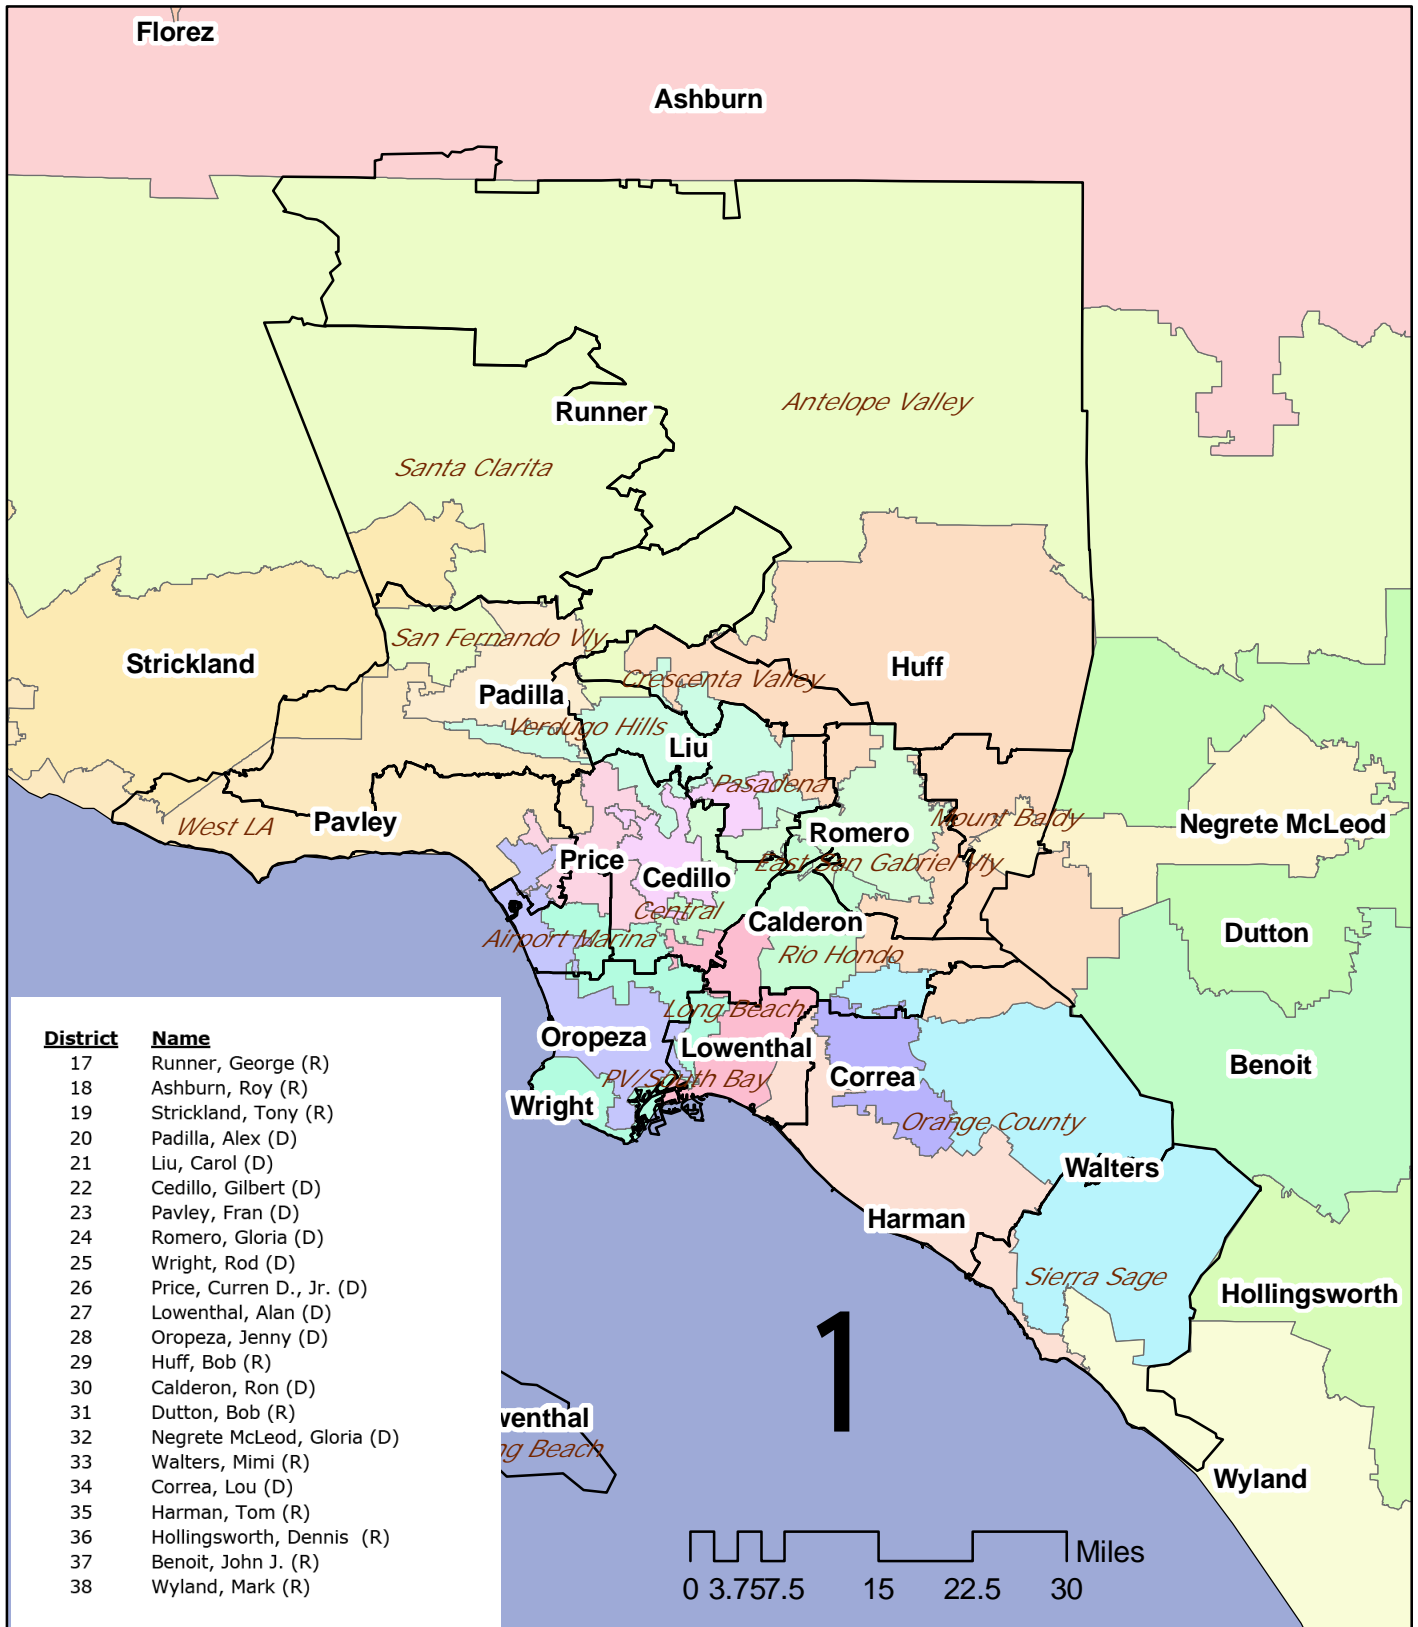 Florez
Ashburn
Runner
Antelope Valley
Santa Clarita
San Fernando Vly
Strickland
Padilla
Crescenta Valley
Huff
Verdugo Hills
Liu
Pasadena
West LA
Pavley
Romero
Mount Baldy
Negrete McLeod
Price
Cedillo
East San Gabriel Vly
Central
Calderon
Airport Marina
Rio Hondo
Dutton
Long Beach
Oropeza
Lowenthal
Benoit
PV/South Bay
Correa
Wright
Orange County
Walters
Harman
Sierra Sage
Hollingsworth
1
wenthal
ng Beach
Wyland
District Name
17 Runner, George (R)
18 Ashburn, Roy (R)
19 Strickland, Tony (R)
20 Padilla, Alex (D)
21 Liu, Carol (D)
22 Cedillo, Gilbert (D)
23 Pavley, Fran (D)
24 Romero, Gloria (D)
25 Wright, Rod (D)
26 Price, Curren D., Jr. (D)
27 Lowenthal, Alan (D)
28 Oropeza, Jenny (D)
29 Huff, Bob (R)
30 Calderon, Ron (D)
31 Dutton, Bob (R)
32 Negrete McLeod, Gloria (D)
33 Walters, Mimi (R)
34 Correa, Lou (D)
35 Harman, Tom (R)
36 Hollingsworth, Dennis (R)
37 Benoit, John J. (R)
38 Wyland, Mark (R)
Miles
0 3.75 7.5 15 22.5 30